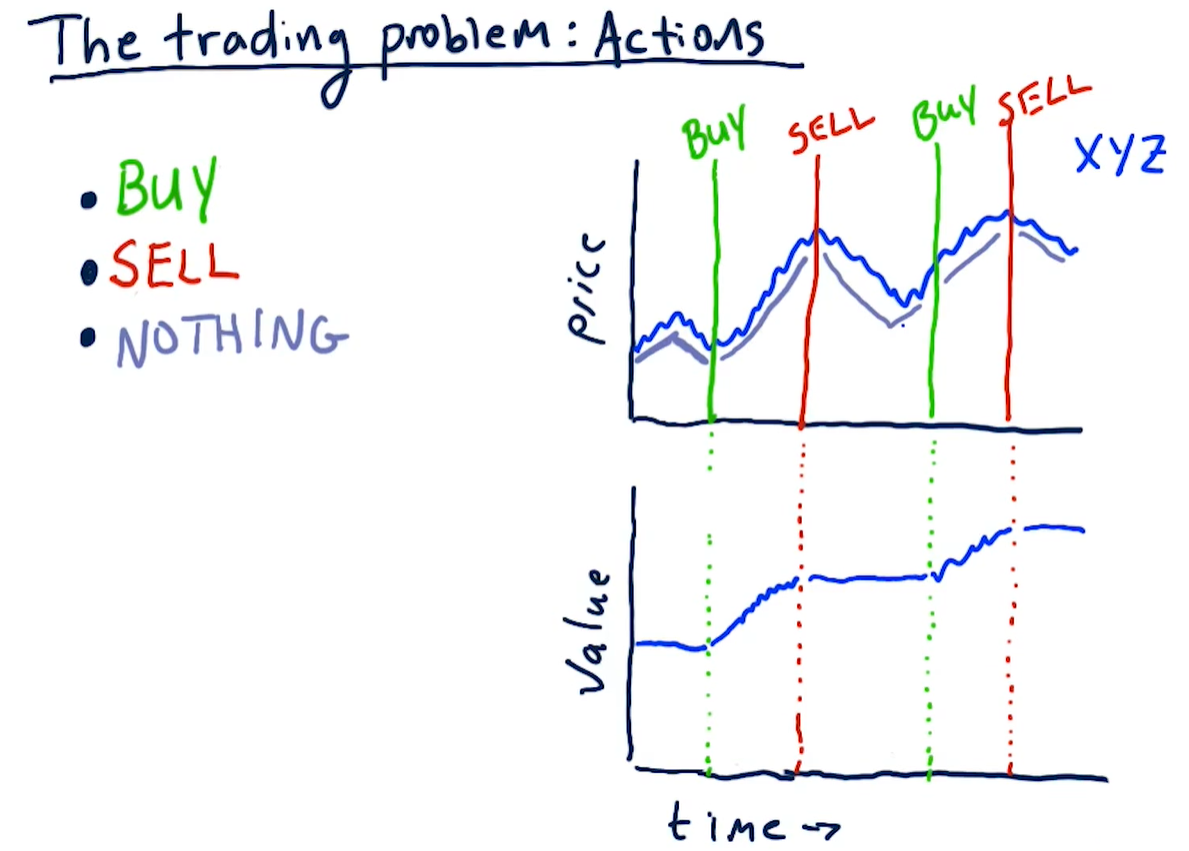 The trading problem: Actions
• BUY
• SELL
• NOTHING
BUY SELL BUY SELL
XYZ
price
Value
time →